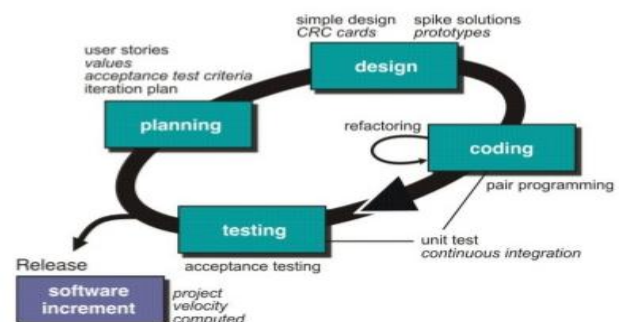 simple design
CRC cards
spike solutions
prototypes
user stories
values
acceptance test criteria
iteration plan
design
planning
refactoring
coding
pair programming
testing
unit test
continuous integration
acceptance testing
Release
software
increment
project
velocity
computed